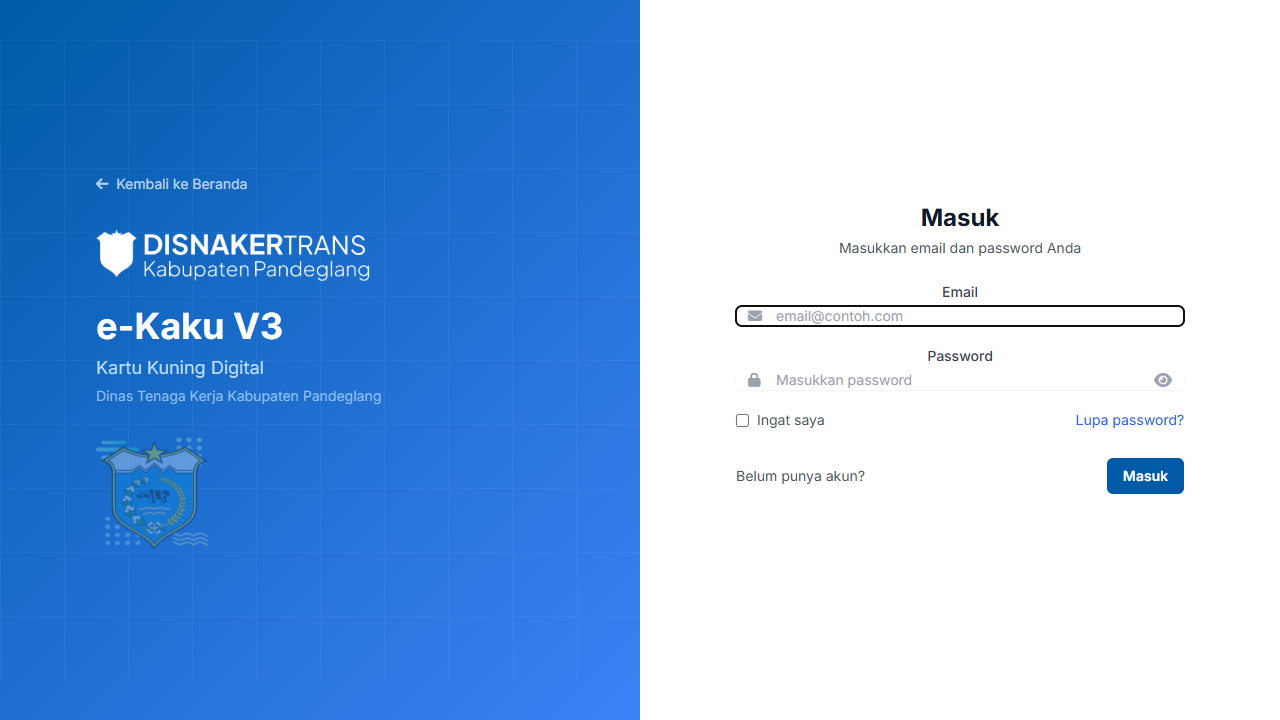 Kembali ke Beranda
DISNAKERTRANS
Kabupaten Pandeglang
e-Kaku V3
Kartu Kuning Digital
Dinas Tenaga Kerja Kabupaten Pandeglang
Masuk
Masukkan email dan password Anda
Email
email@contoh.com
Password
Masukkan password
Ingat saya
Lupa password?
Belum punya akun?
Masuk